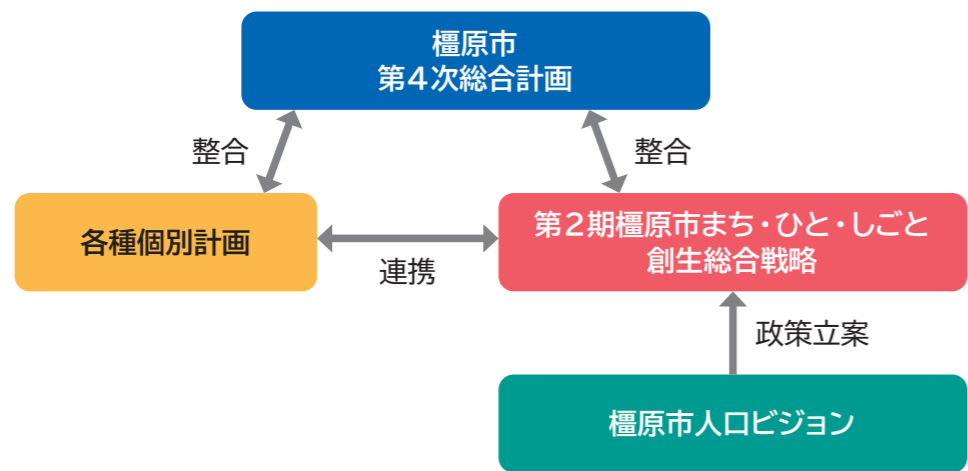 橿原市
第4次総合計画
整合
整合
各種個別計画
第2期橿原市まち・ひと・しごと
創生総合戦略
連携
政策立案
橿原市人口ビジョン